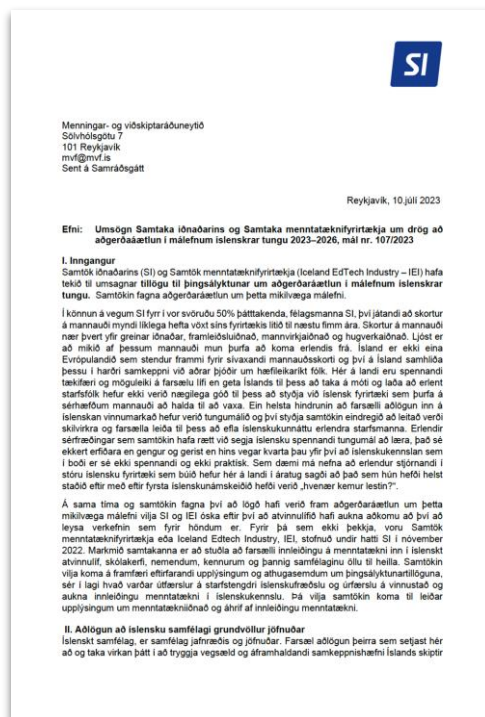 SI
Menningar- og viðskiptaráðuneytið
Sölvhólsgötu 7
101 Reykjavík
mvf@mvf.is
Sent á Samráðsgátt
Reykjavík, 10.júlí 2023
Efni: Umsögn Samtaka iðnaðarins og Samtaka menntatæknifyrirtækja um drög að
aðgerðaáætlun í málefnum íslenskrar tungu 2023–2026, mál nr. 107/2023
I. Inngangur
Samtök iðnaðarins (SI) og Samtök menntatæknifyrirtækja (Iceland EdTech Industry – IEI) hafa
tekið til umsagnar tillögu til þingsályktunar um aðgerðaáætlun í málefnum íslenskrar
tungu. Samtökin fagna aðgerðaáætlun um þetta mikilvæga málefni.
Í könnun á vegum SI fyrr í vor svöruðu 50% þátttakenda, félagsmanna SI, því játandi að skortur
á mannauði myndi líklega hefta vöxt síns fyrirtækis litið til næstu fimm ára. Skortur á mannauði
nær þvert yfir greinar iðnaðar, framleiðsluiðnað, mannvirkjaiðnað og hugverkaiðnað. Ljóst er
að mikið af þessum mannauði mun þurfa að koma erlendis frá. Ísland er ekki eina
Evrópulandið sem stendur frammi fyrir sívaxandi mannauðsskorti og því á Ísland samhliða
þessu í harðri samkeppni við aðrar þjóðir um hæfileikaríkt fólk. Hér á landi eru spennandi
tækifæri og möguleiki á farsælu lífi en geta Íslands til þess að taka á móti og laða að erlent
starfsfólk hefur ekki verið nægilega góð til þess að styðja við íslensk fyrirtæki sem þurfa á
sérhæfðum mannauði að halda til að vaxa. Ein helsta hindrunin að farsælli aðlögun inn á
íslenskan vinnumarkað hefur verið tungumálið og því styðja samtökin eindregið að leitað verði
skilvirkra og farsælla leiða til þess að efla íslenskukunnáttu erlendra starfsmanna. Erlendir
sérfræðingar sem samtökin hafa rætt við segja íslensku spennandi tungumál að læra, það sé
ekkert erfiðara en gengur og gerist en hins vegar kvarta þau yfir því að íslenskukennslan sem
í boði er sé ekki spennandi og ekki praktísk. Sem dæmi má nefna að erlendur stjórnandi í
stóru íslensku fyrirtæki sem búið hefur hér á landi í áratug sagði að það sem hún hefði helst
staðið eftir með eftir fyrsta íslenskunámskeiðið hefði verið „hvenær kemur lestin?“.
Á sama tíma og samtökin fagna því að lögð hafi verið fram aðgerðaáætlun um þetta
mikilvæga málefni vilja SI og IEI óska eftir því að atvinnulífið hafi aukna aðkomu að því að
leysa verkefnin sem fyrir höndum er. Fyrir þá sem ekki þekkja, voru Samtök
menntatæknifyrirtækja eða Iceland Edtech Industry, IEI, stofnuð undir hatti SI í nóvember
2022. Markmið samtakanna er að stuðla að farsælli innleiðingu á menntatækni inn í íslenskt
atvinnulíf, skólakerfi, nemendum, kennurum og þannig samfélaginu öllu til heilla. Samtökin
vilja koma á framfæri eftirfarandi upplýsingum og athugasemdum um þingsályktunartillöguna,
sér í lagi hvað varðar útfærslur á starfstengdri íslenskufræðslu og úrfærslu á vinnustað og
aukna innleiðingu menntatækni í íslenskukennslu. Þá vilja samtökin koma til leiðar
upplýsingum um menntatækniiðnað og áhrif af innleiðingu menntatækni.
II. Aðlögun að íslensku samfélagi grundvöllur jöfnuðar
Íslenskt samfélag, er samfélag jafnréttis og jöfnuðar. Farsæl aðlögun þeirra sem setjast hér
að og taka virkan þátt í að tryggja vegsæld og áframhaldandi samkeppnishæfni Íslands skiptir